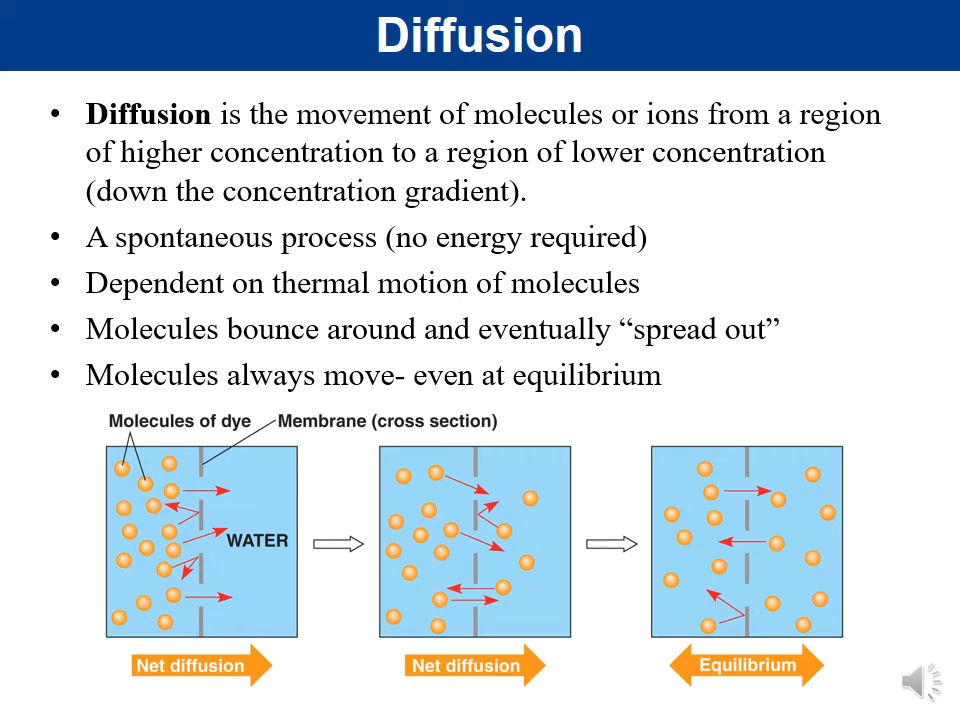 Diffusion
• Diffusion is the movement of molecules or ions from a region
of higher concentration to a region of lower concentration
(down the concentration gradient).
• A spontaneous process (no energy required)
• Dependent on thermal motion of molecules
• Molecules bounce around and eventually “spread out”
• Molecules always move- even at equilibrium
Molecules of dye
Membrane (cross section)
WATER
Net diffusion
Net diffusion
Equilibrium